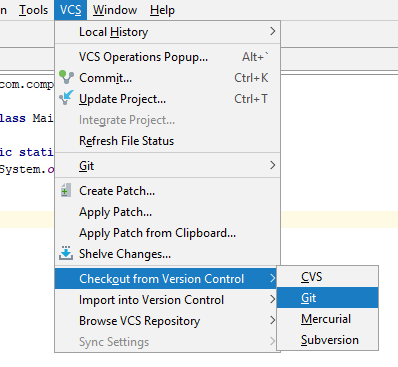 n Tools VCS Window Help
Local History
VCS Operations Popup... Alt+`
Commit... Ctrl+K
com.comp
Update Project... Ctrl+T
Integrate Project...
lass Mai
Refresh File Status
ic stat
Git
System.o
Create Patch...
Apply Patch...
Apply Patch from Clipboard...
Shelve Changes...
Checkout from Version Control CVS
Import into Version Control Git
Browse VCS Repository Mercurial
Sync Settings Subversion